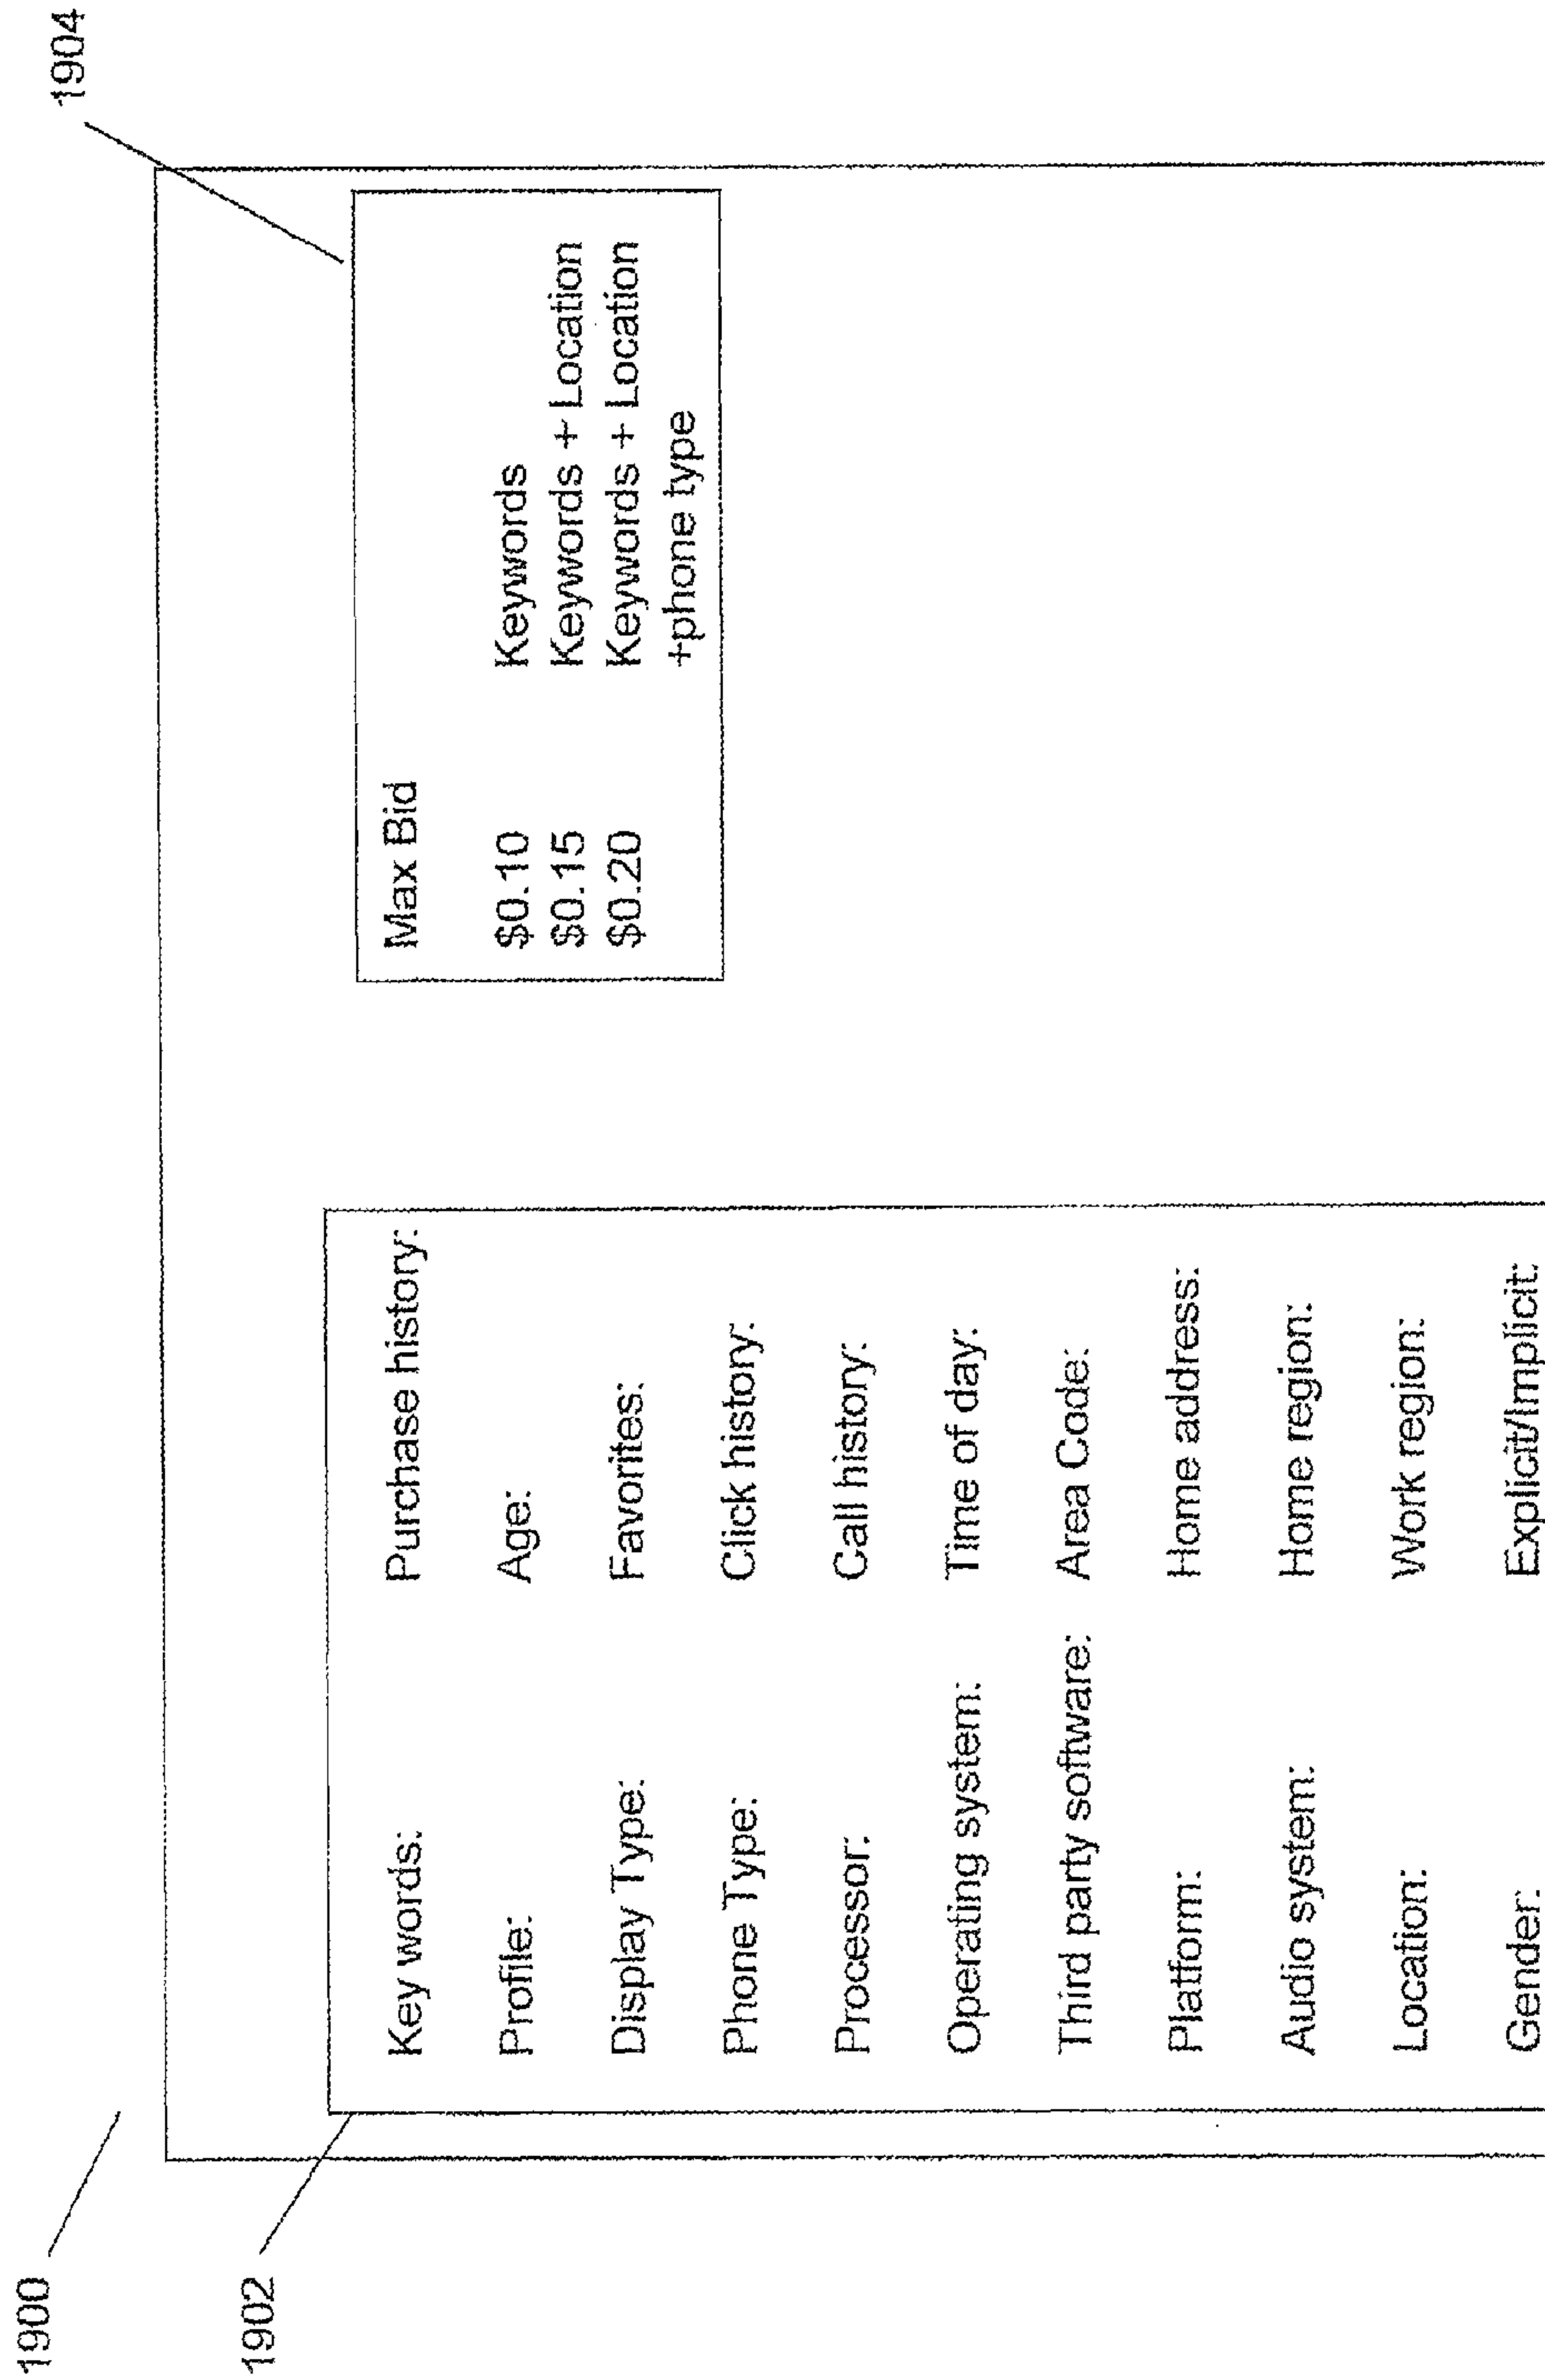 1900
1902
1904
Key words:
Purchase history:
Profile:
Age:
Display Type:
Favorites:
Phone Type:
Click history:
Processor:
Call history:
Operating system:
Time of day:
Third party software:
Area Code:
Platform:
Home address:
Audio system:
Home region:
Location:
Work region:
Gender:
Explicit/Implicit:
Max Bid
$0.10 Keywords
$0.15 Keywords + Location
$0.20 Keywords + Location
+phone type